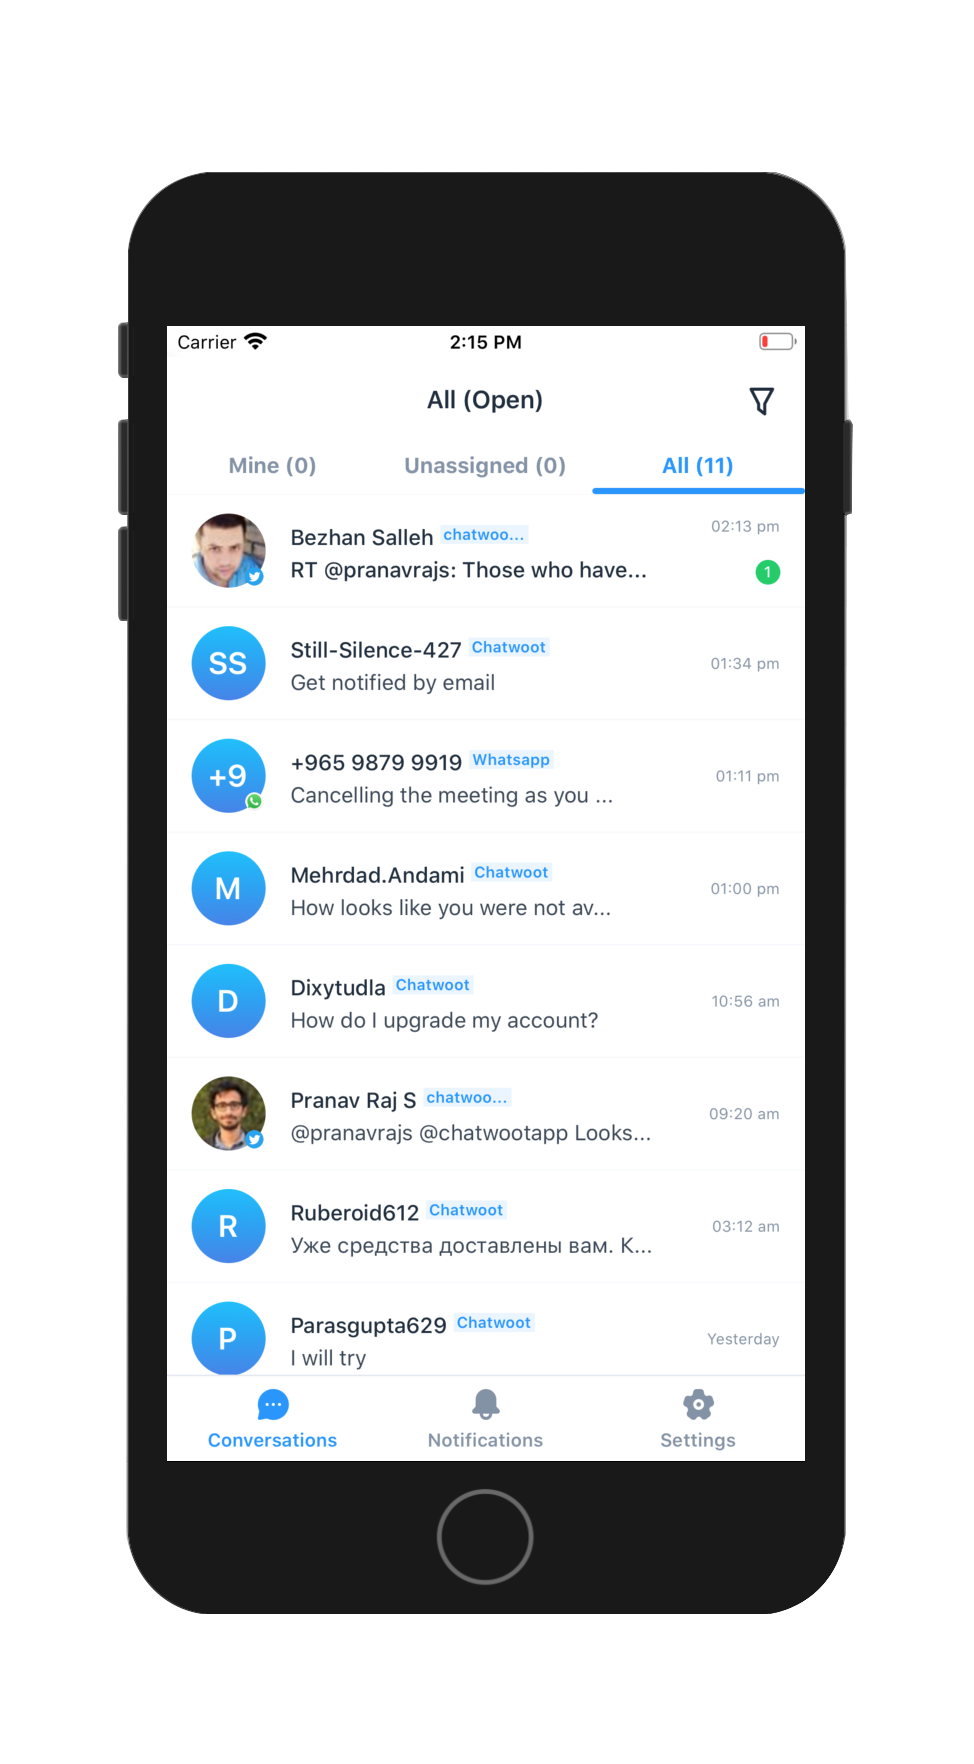 Carrier 2:15 PM
All (Open)
Mine (0) Unassigned (0) All (11)
Bezhan Salleh chatwoo... 02:13 pm
RT @pranavrajs: Those who have... 1
SS Still-Silence-427 Chatwoot 01:34 pm
Get notified by email
+9 +965 9879 9919 Whatsapp 01:11 pm
Cancelling the meeting as you ...
M Mehrdad.Andami Chatwoot 01:00 pm
How looks like you were not av...
D Dixytudla Chatwoot 10:56 am
How do I upgrade my account?
Pranav Raj S chatwoo... 09:20 am
@pranavrajs @chatwootapp Looks...
R Ruberoid612 Chatwoot 03:12 am
Уже средства доставлены вам. К...
P Parasgupta629 Chatwoot Yesterday
I will try
Conversations Notifications Settings